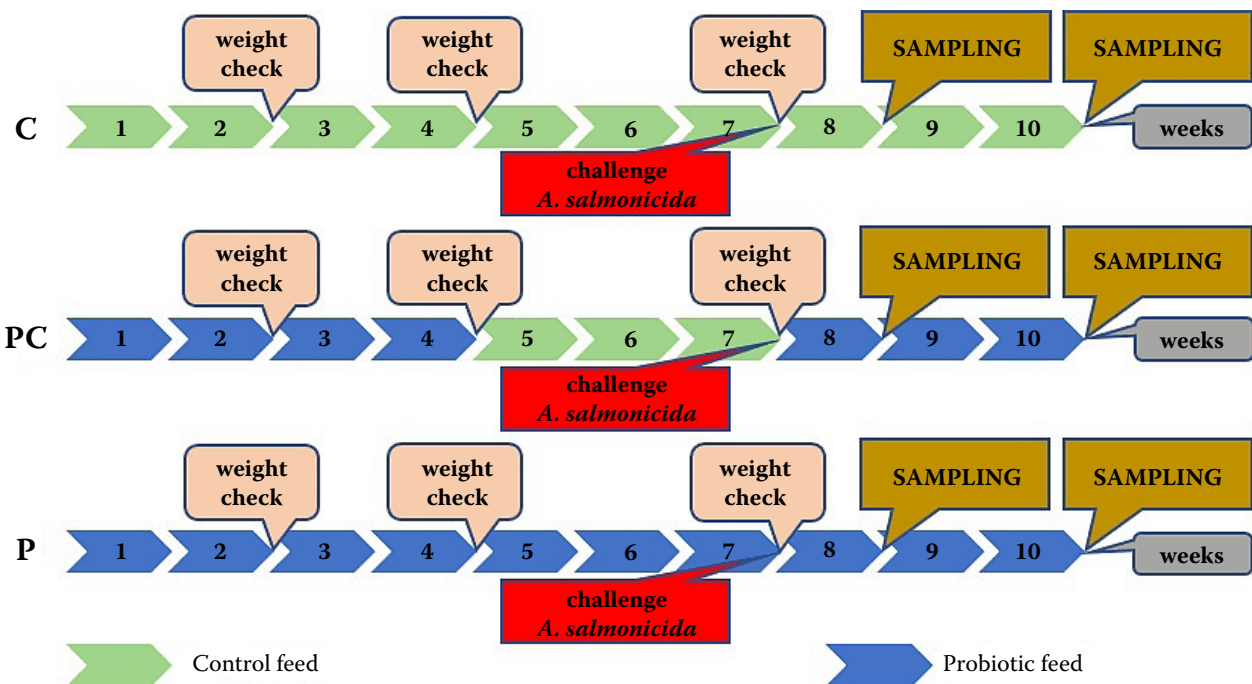 weight
check
weight
check
weight
check
SAMPLING
SAMPLING
C
1 2 3 4 5 6 7 8 9 10
weeks
challenge
A. salmonicida
weight
check
weight
check
weight
check
SAMPLING
SAMPLING
PC
1 2 3 4 5 6 7 8 9 10
weeks
challenge
A. salmonicida
weight
check
weight
check
weight
check
SAMPLING
SAMPLING
P
1 2 3 4 5 6 7 8 9 10
weeks
challenge
A. salmonicida
Control feed
Probiotic feed